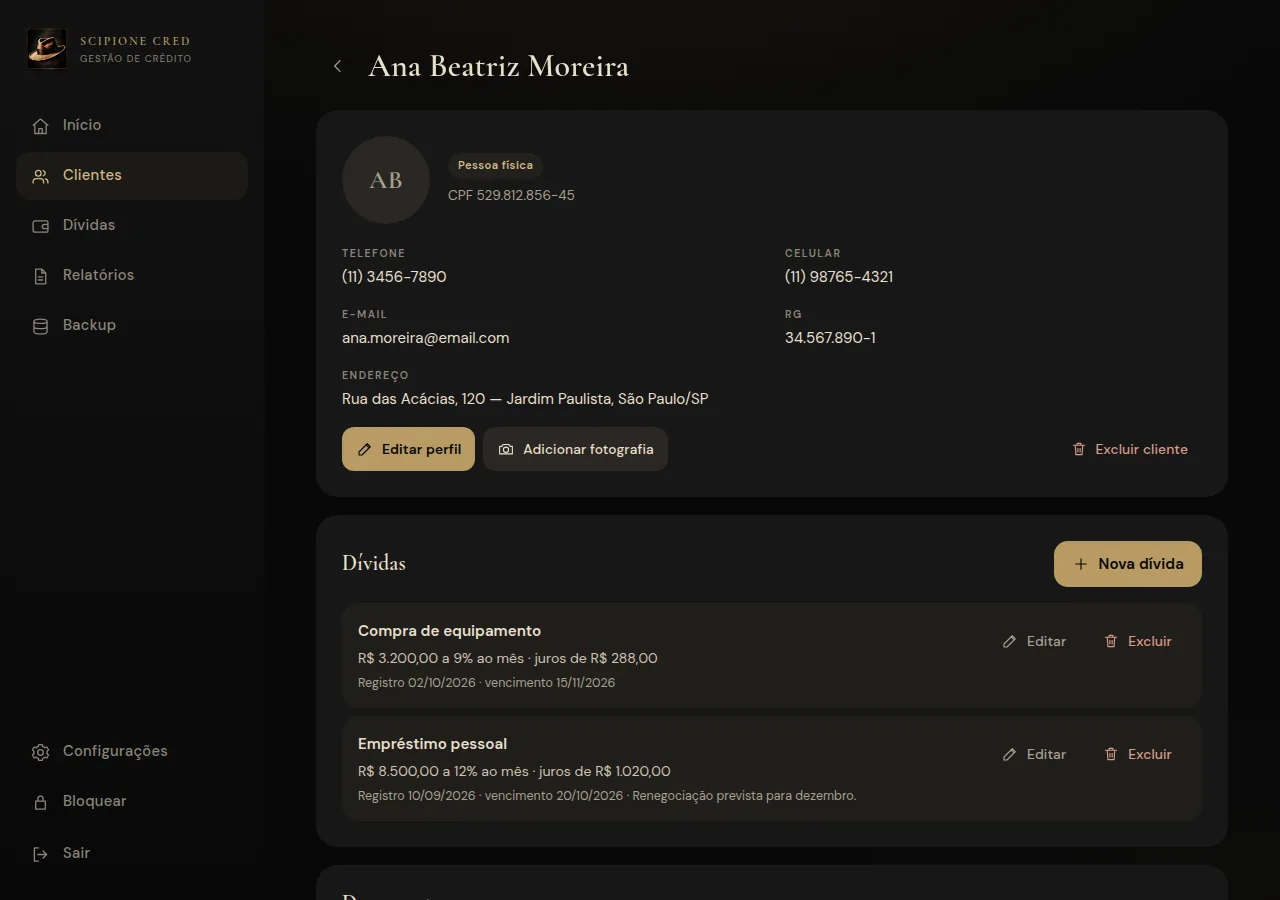 SCIPIONE CRED
GESTÃO DE CRÉDITO
Início
Clientes
Dívidas
Relatórios
Backup
Configurações
Bloquear
Sair
Ana Beatriz Moreira
AB
Pessoa física
CPF 529.812.856-45
TELEFONE
(11) 3456-7890
CELULAR
(11) 98765-4321
E-MAIL
ana.moreira@email.com
RG
34.567.890-1
ENDEREÇO
Rua das Acácias, 120 — Jardim Paulista, São Paulo/SP
Editar perfil
Adicionar fotografia
Excluir cliente
Dívidas
Nova dívida
Compra de equipamento
R$ 3.200,00 a 9% ao mês · juros de R$ 288,00
Registro 02/10/2026 · vencimento 15/11/2026
Editar
Excluir
Empréstimo pessoal
R$ 8.500,00 a 12% ao mês · juros de R$ 1.020,00
Registro 10/09/2026 · vencimento 20/10/2026 · Renegociação prevista para dezembro.
Editar
Excluir